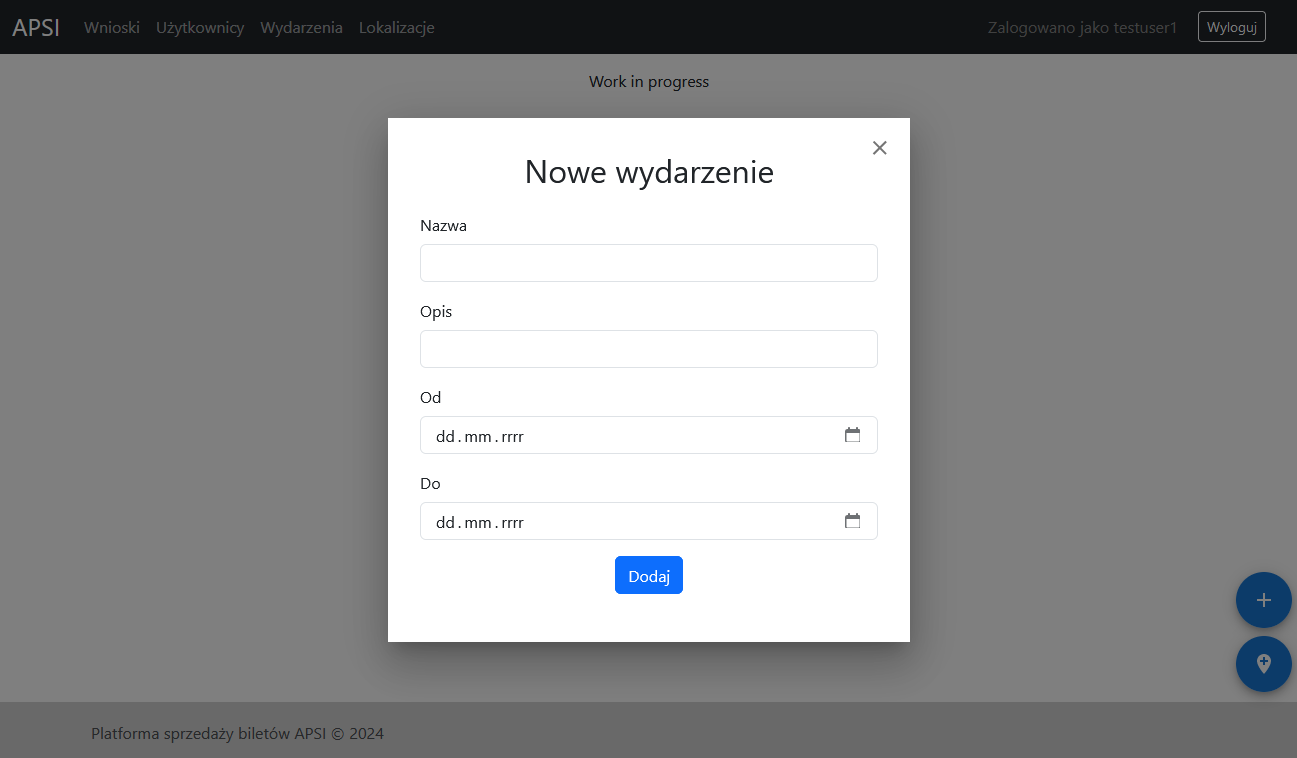 APSI Wnioski Użytkownicy Wydarzenia Lokalizacje Zalogowano jako testuser1 Wyloguj
Work in progress
Nowe wydarzenie
Nazwa
Opis
Od
dd.mm.rrrr
Do
dd.mm.rrrr
Dodaj
Platforma sprzedaży biletów APSI © 2024